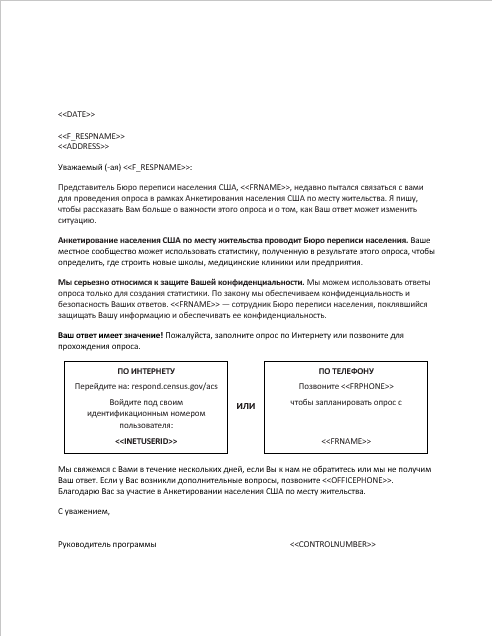 <<DATE>>
<<F_RESPNAME>>
<<ADDRESS>>
Уважаемый (-ая) <<F_RESPNAME>>:
Представитель Бюро переписи населения США, <<FRNAME>>, недавно пытался связаться с вами
для проведения опроса в рамках Анкетирования населения США по месту жительства. Я пишу,
чтобы рассказать Вам больше о важности этого опроса и о том, как Ваш ответ может изменить
ситуацию.
Анкетирование населения США по месту жительства проводит Бюро переписи населения. Ваше
местное сообщество может использовать статистику, полученную в результате этого опроса, чтобы
определить, где строить новые школы, медицинские клиники или предприятия.
Мы серьезно относимся к защите Вашей конфиденциальности. Мы можем использовать ответы
опроса только для создания статистики. По закону мы обеспечиваем конфиденциальность и
безопасность Ваших ответов. <<FRNAME>> — сотрудник Бюро переписи населения, поклявшийся
защищать Вашу информацию и обеспечивать ее конфиденциальность.
Ваш ответ имеет значение! Пожалуйста, заполните опрос по Интернету или позвоните для
прохождения опроса.
ПО ИНТЕРНЕТУ
Перейдите на: respond.census.gov/acs
Войдите под своим
идентификационным номером
пользователя:
<<INETUSERID>>
ИЛИ
ПО ТЕЛЕФОНУ
Позвоните <<FRPHONE>>
чтобы запланировать опрос с
<<FRNAME>>
Мы свяжемся с Вами в течение нескольких дней, если Вы к нам не обратитесь или мы не получим
Ваш ответ. Если у Вас возникли дополнительные вопросы, позвоните <<OFFICEPHONE>>.
Благодарю Вас за участие в Анкетировании населения США по месту жительства.
С уважением,
Руководитель программы <<CONTROLNUMBER>>